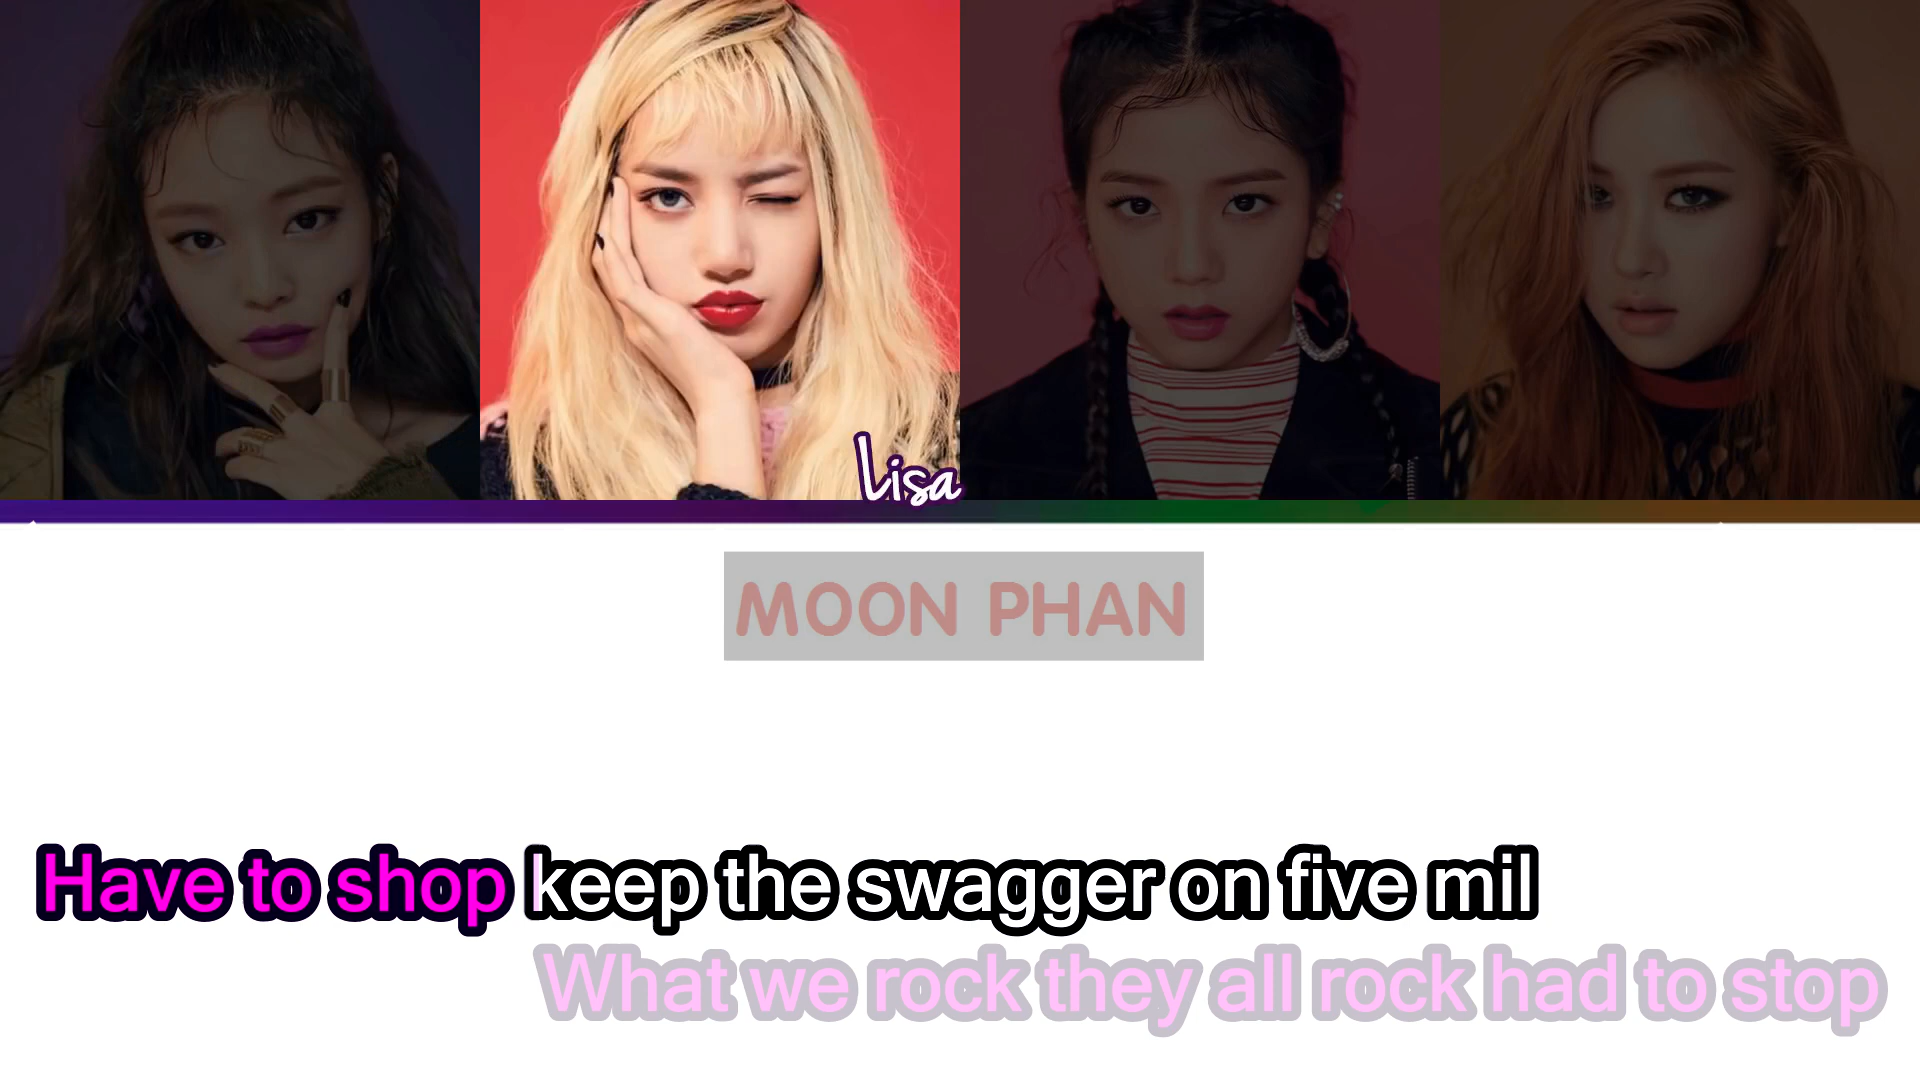 Lisa
MOON PHAN
Have to shop keep the swagger on five mil
What we rock they all rock had to stop